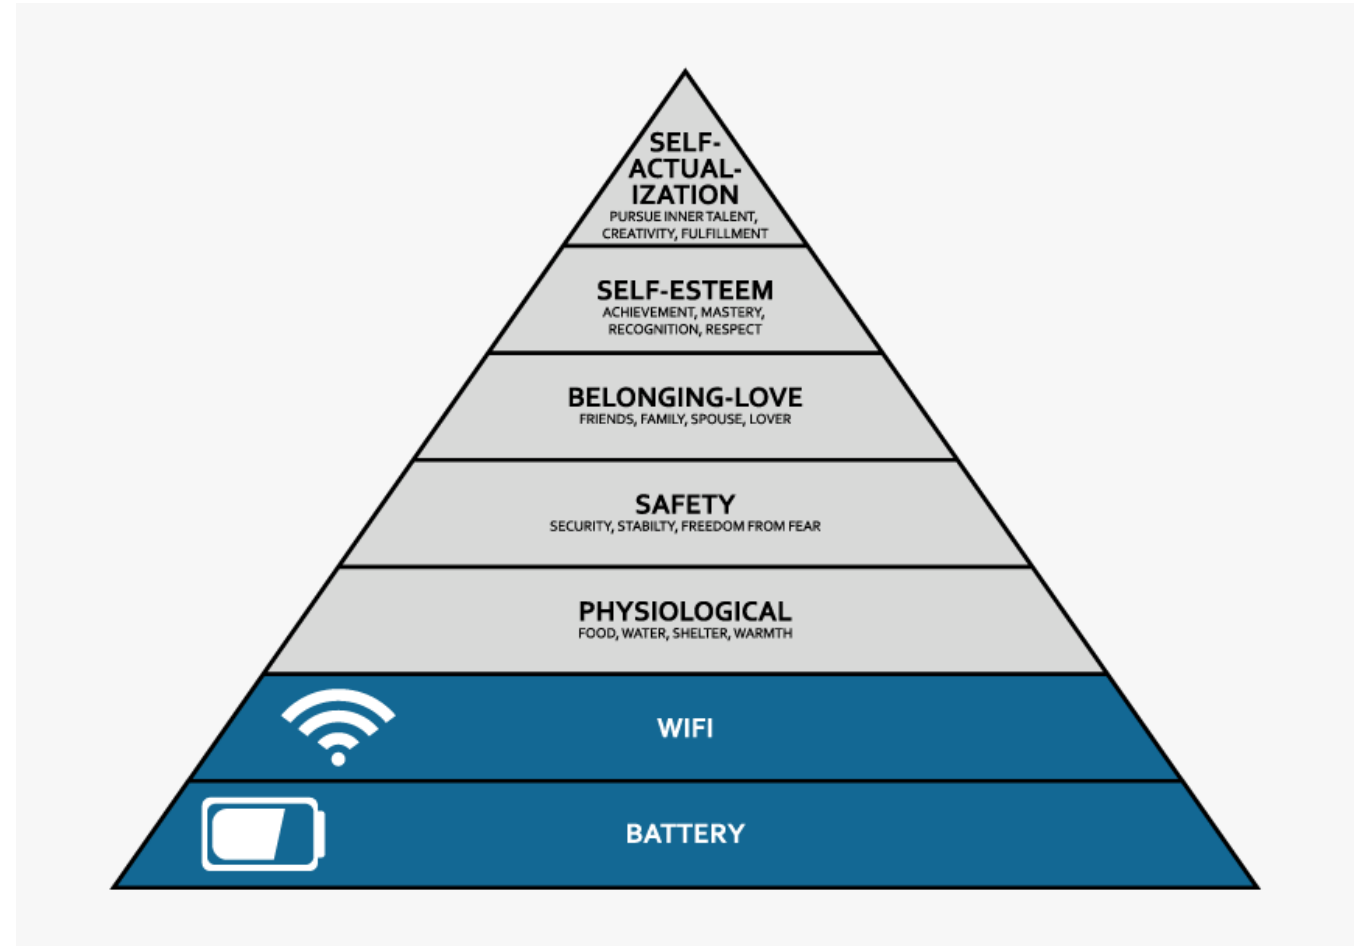 SELF-
ACTUAL-
IZATION
PURSUE INNER TALENT,
CREATIVITY, FULFILLMENT
SELF-ESTEEM
ACHIEVEMENT, MASTERY,
RECOGNITION, RESPECT
BELONGING-LOVE
FRIENDS, FAMILY, SPOUSE, LOVER
SAFETY
SECURITY, STABILTY, FREEDOM FROM FEAR
PHYSIOLOGICAL
FOOD, WATER, SHELTER, WARMTH
WIFI
BATTERY